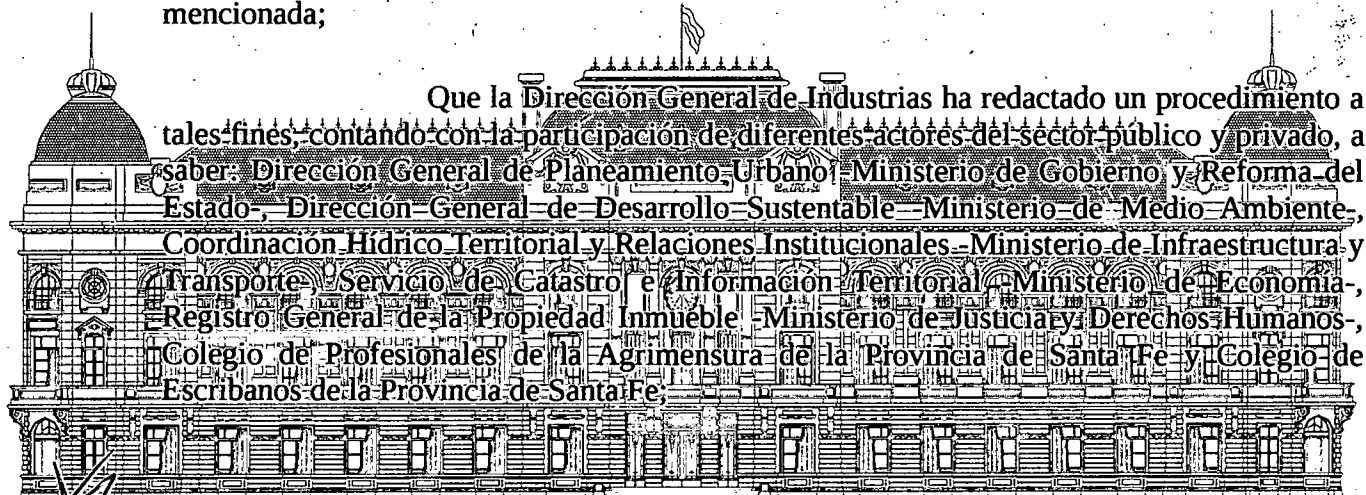 mencionada;
Que la Dirección General de Industrias ha redactado un procedimiento a
tales fines, contando con la participación de diferentes actores del sector público y privado, a
saber: Dirección General de Planeamiento Urbano -Ministerio de Gobierno y Reforma del
Estado-, Dirección General de Desarrollo Sustentable -Ministerio de Medio Ambiente-,
Coordinación Hídrico Territorial y Relaciones Institucionales -Ministerio de Infraestructura y
Transporte-, Servicio de Catastro e Información Territorial -Ministerio de Economía-,
Registro General de la Propiedad Inmueble -Ministerio de Justicia y Derechos Humanos-,
Colegio de Profesionales de la Agrimensura de la Provincia de Santa Fe y Colegio de
Escribanos de la Provincia de Santa Fe;